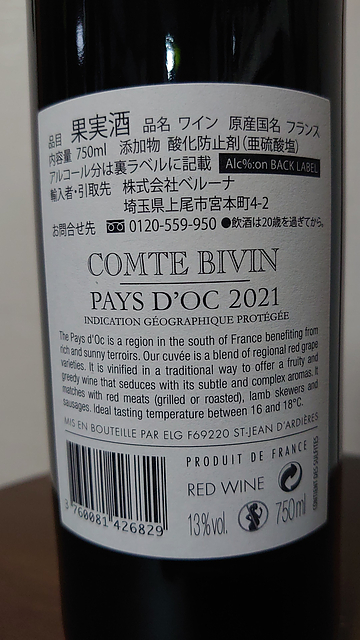 品目 果実酒 品名 ワイン 原産国名 フランス
内容量 750ml 添加物 酸化防止剤(亜硫酸塩)
アルコール分は裏ラベルに記載 Alc%:on BACK LABEL
輸入者・引取先 株式会社ベルーナ
埼玉県上尾市宮本町4-2
お問合せ先 0120-559-950 ●飲酒は20歳を過ぎてから。
COMTE BIVIN
PAYS D'OC 2021
INDICATION GÉOGRAPHIQUE PROTÉGÉE
The Pays d'Oc is a region in the south of France benefiting from
rich and sunny terroirs. Our cuvée is a blend of regional red grape
varieties. It is vinified in a traditional way to offer a fruity and
greedy wine that seduces with its subtle and complex aromas. It
matches with red meats (grilled or roasted), lamb skewers and
sausages. Ideal tasting temperature between 16 and 18°C.
MIS EN BOUTEILLE PAR ELG F69220 ST-JEAN D'ARDIÈRES
PRODUIT DE FRANCE
RED WINE
13%vol. 750ml
CONTIENT DES SULFITES
3 760081 426829